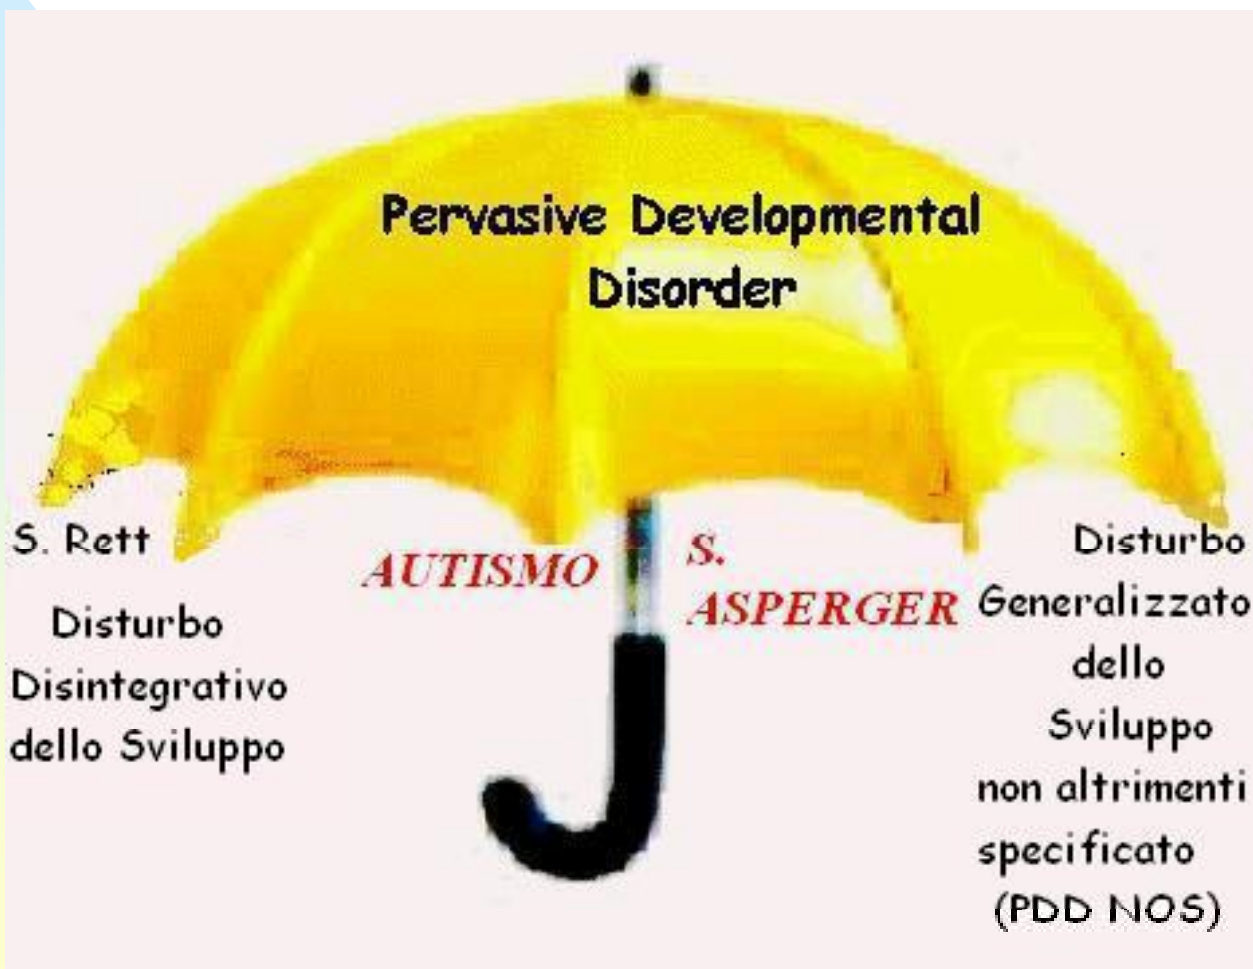 Pervasive Developmental
Disorder
S. Rett
Disturbo
Disintegrativo
dello Sviluppo
AUTISMO
S.
ASPERGER
Disturbo
Generalizzato
dello
Sviluppo
non altrimenti
specificato
(PDD NOS)